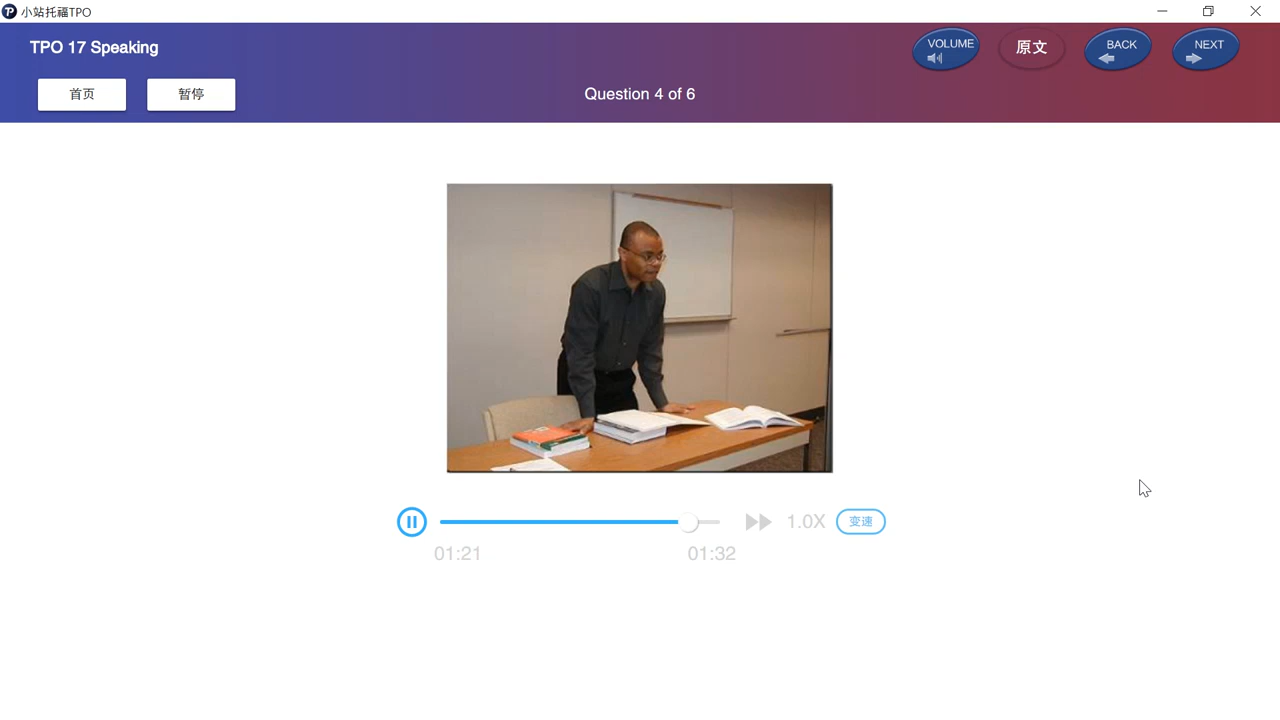 小站托福TPO
TPO 17 Speaking
VOLUME
原文
BACK
NEXT
首页
暂停
Question 4 of 6
1.0X
变速
01:21
01:32